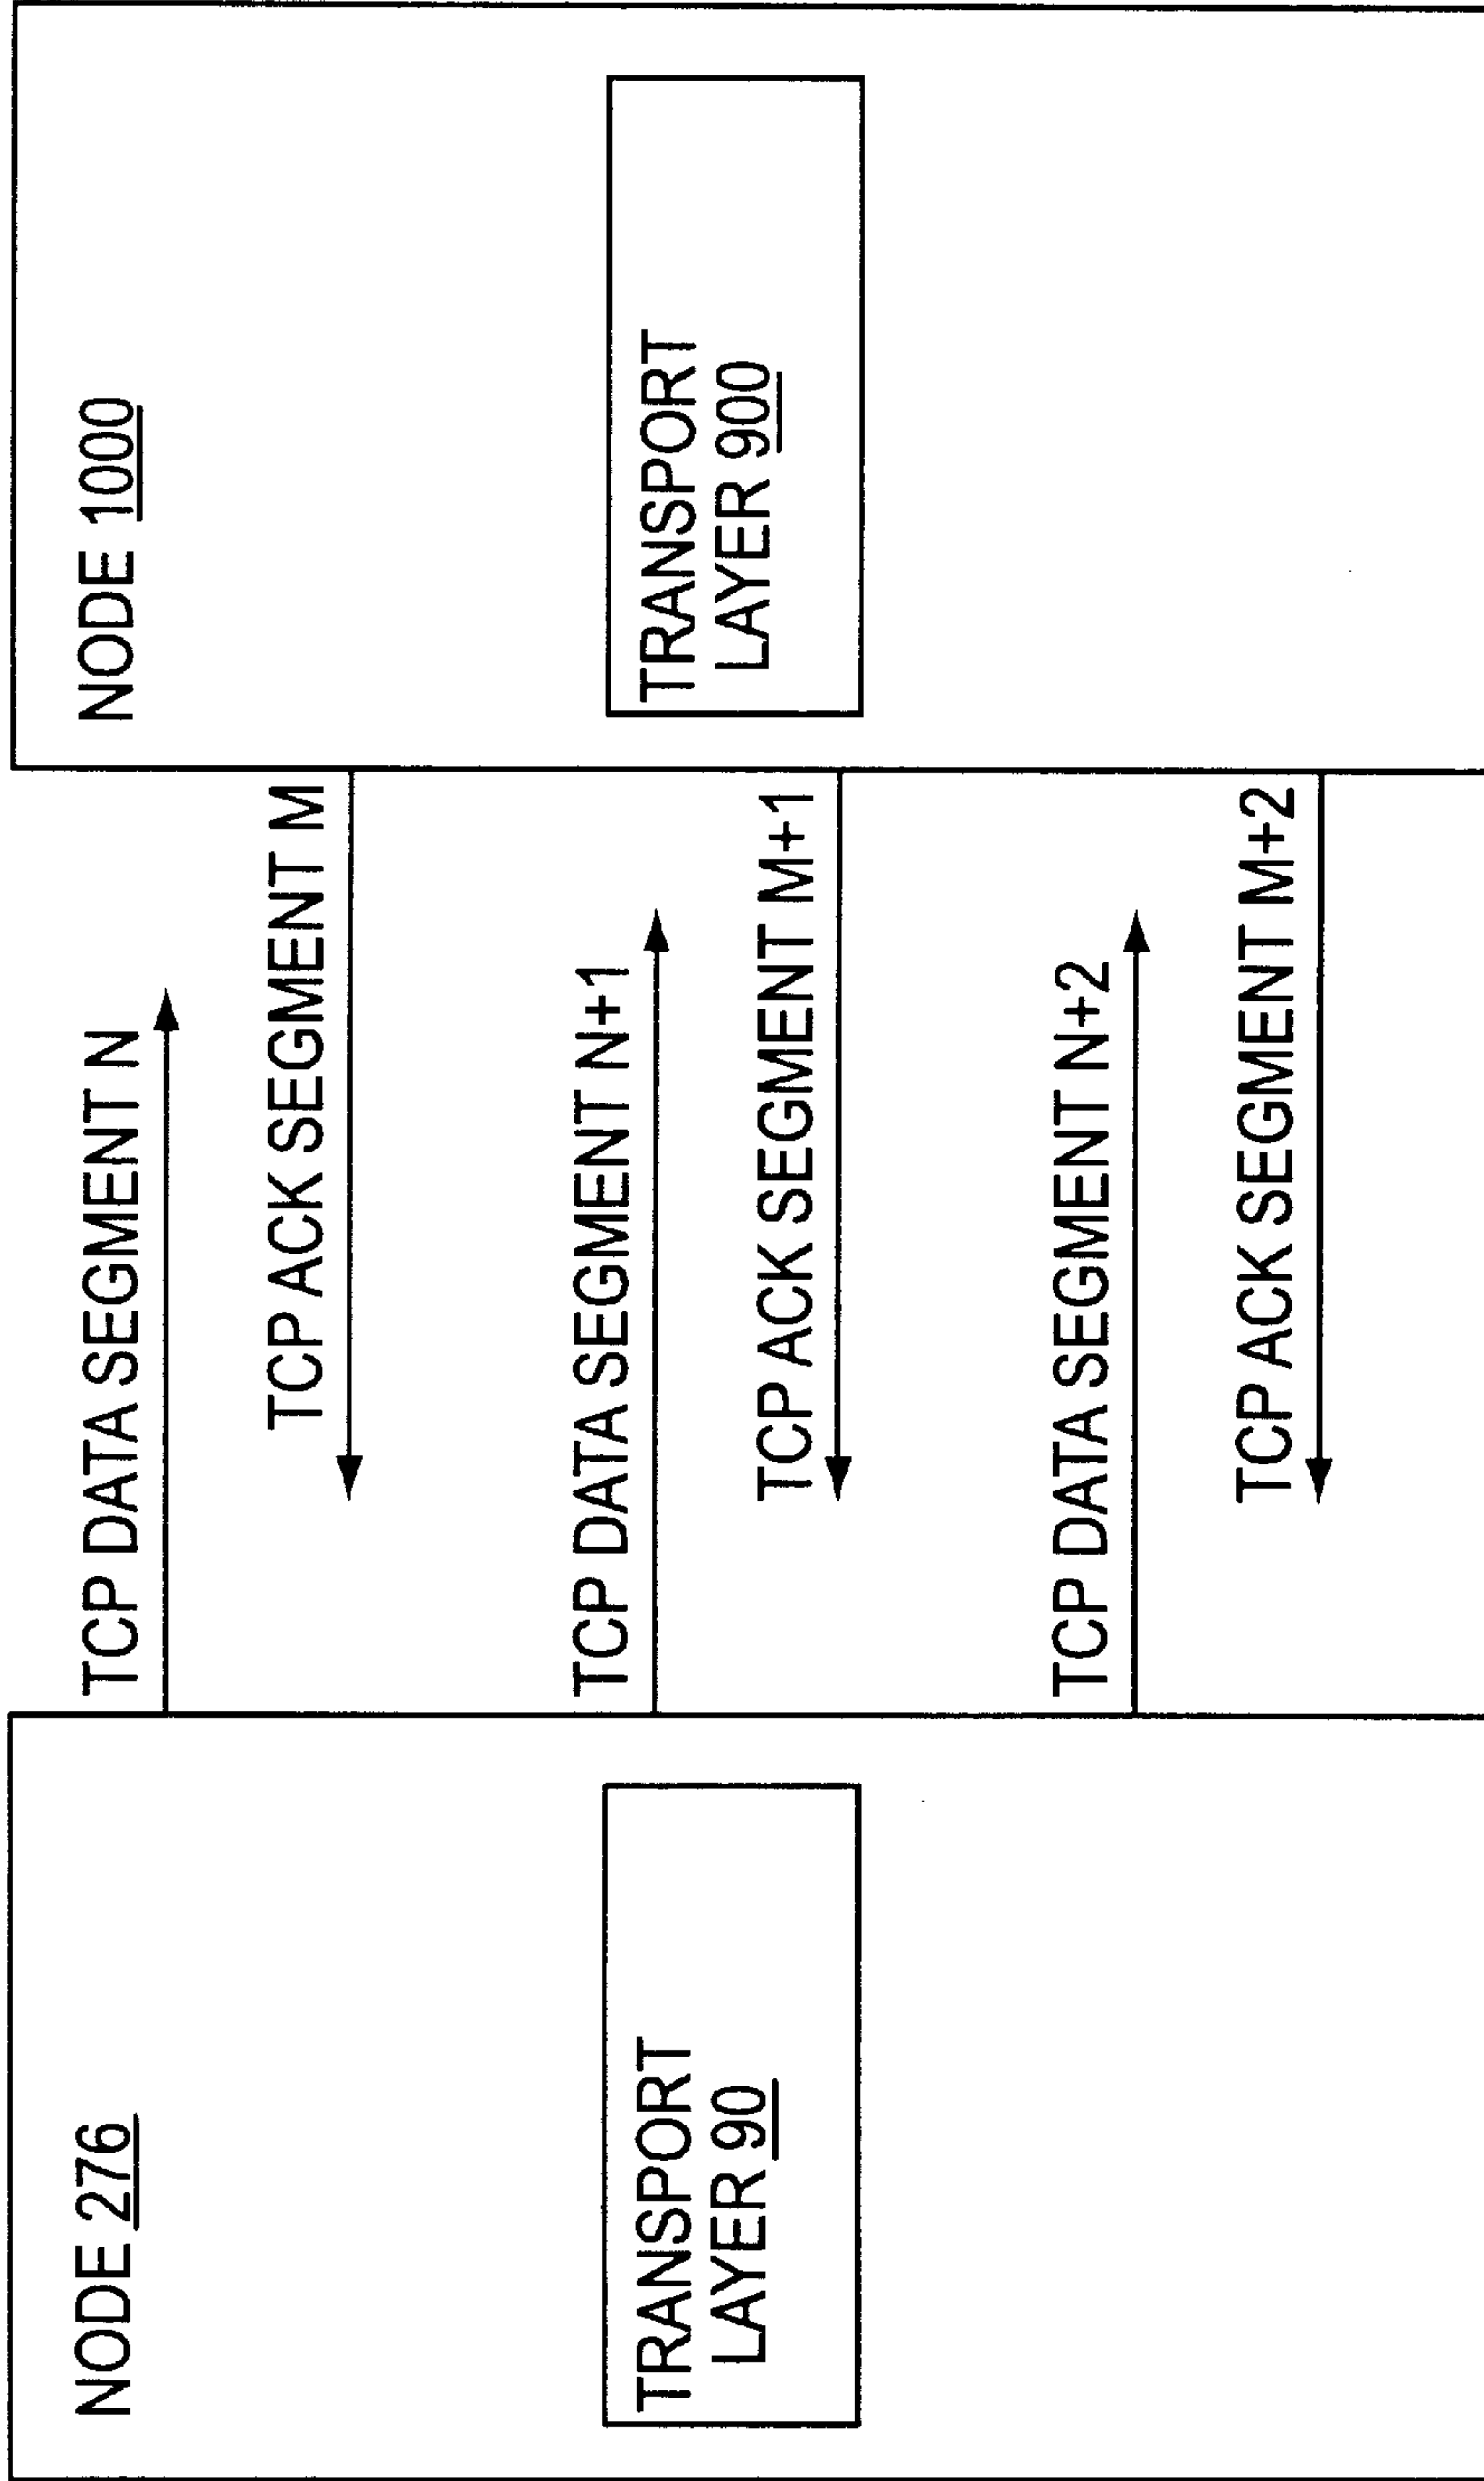 NODE 276
TRANSPORT
LAYER 90
TCP DATA SEGMENT N
TCP ACK SEGMENT M
TCP DATA SEGMENT N+1
TCP ACK SEGMENT M+1
TCP DATA SEGMENT N+2
TCP ACK SEGMENT M+2
NODE 1000
TRANSPORT
LAYER 900